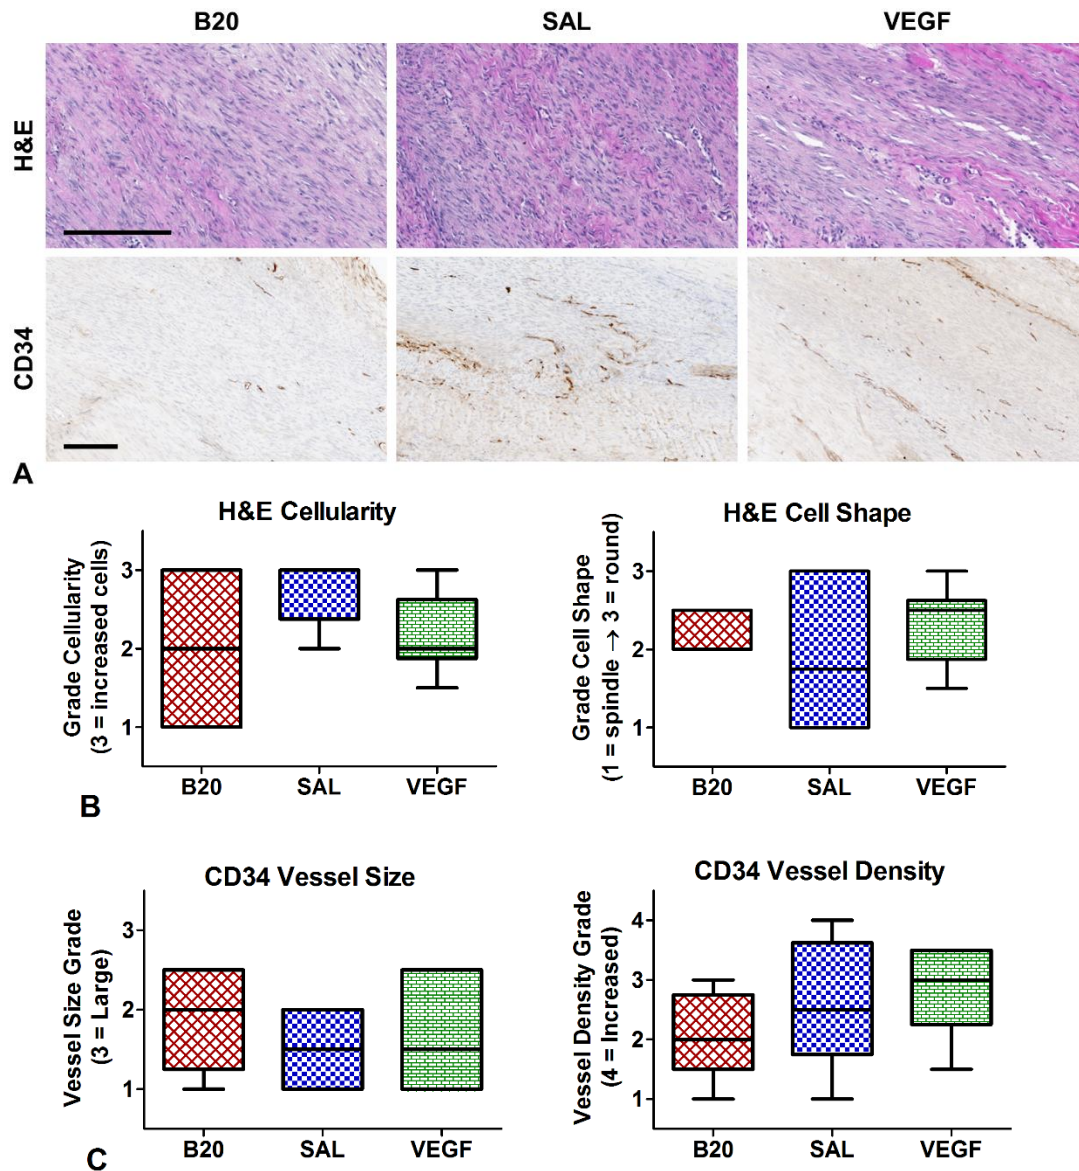 B20 SAL VEGF
H&E
CD34
A
H&E Cellularity
Grade Cellularity
(3 = increased cells)
3
2
1
B20 SAL VEGF
B
H&E Cell Shape
Grade Cell Shape
(1 = spindle → 3 = round)
3
2
1
B20 SAL VEGF
CD34 Vessel Size
Vessel Size Grade
(3 = Large)
3
2
1
B20 SAL VEGF
C
CD34 Vessel Density
Vessel Density Grade
(4 = Increased)
4
3
2
1
B20 SAL VEGF